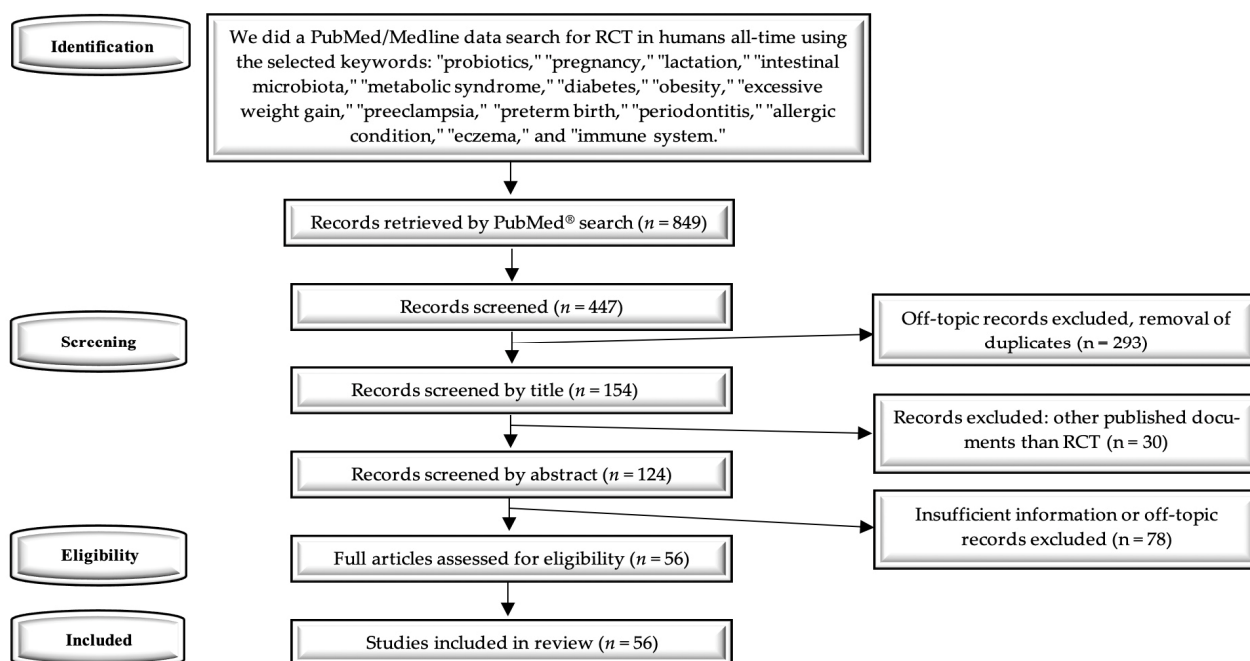 Identification
We did a PubMed/Medline data search for RCT in humans all-time using
the selected keywords: "probiotics," "pregnancy," "lactation," "intestinal
microbiota," "metabolic syndrome," "diabetes," "obesity," "excessive
weight gain," "preeclampsia," "preterm birth," "periodontitis," "allergic
condition," "eczema," and "immune system."
Records retrieved by PubMed® search (n = 849)
Records screened (n = 447)
Screening
Off-topic records excluded, removal of
duplicates (n = 293)
Records screened by title (n = 154)
Records excluded: other published docu-
ments than RCT (n = 30)
Records screened by abstract (n = 124)
Insufficient information or off-topic
records excluded (n = 78)
Eligibility
Full articles assessed for eligibility (n = 56)
Included
Studies included in review (n = 56)